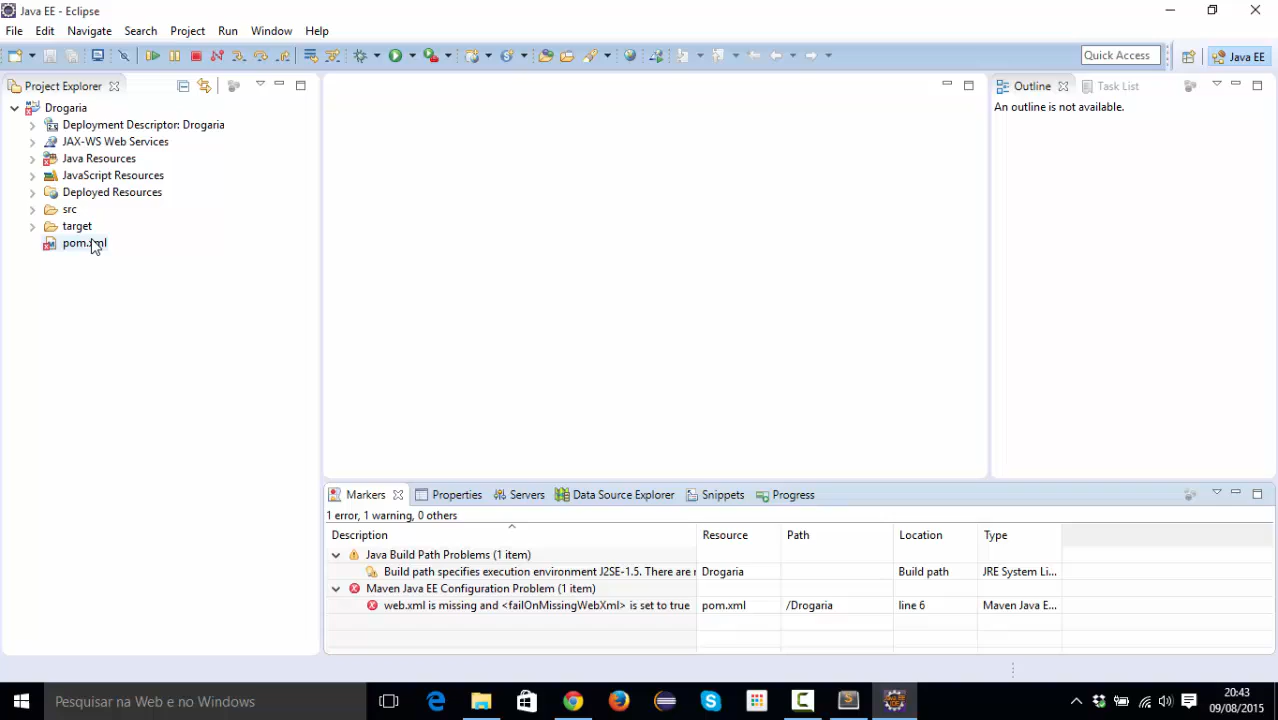 Java EE - Eclipse
File Edit Navigate Search Project Run Window Help
Quick Access
Java EE
Project Explorer
Drogaria
Deployment Descriptor: Drogaria
JAX-WS Web Services
Java Resources
JavaScript Resources
Deployed Resources
src
target
pom.xml
Outline
Task List
An outline is not available.
Markers
Properties
Servers
Data Source Explorer
Snippets
Progress
1 error, 1 warning, 0 others
Description Resource Path Location Type
Java Build Path Problems (1 item)
Build path specifies execution environment J2SE-1.5. There are Drogaria Build path JRE System Li...
Maven Java EE Configuration Problem (1 item)
web.xml is missing and <failOnMissingWebXml> is set to true pom.xml /Drogaria line 6 Maven Java E...
Pesquisar na Web e no Windows
20:43
09/08/2015